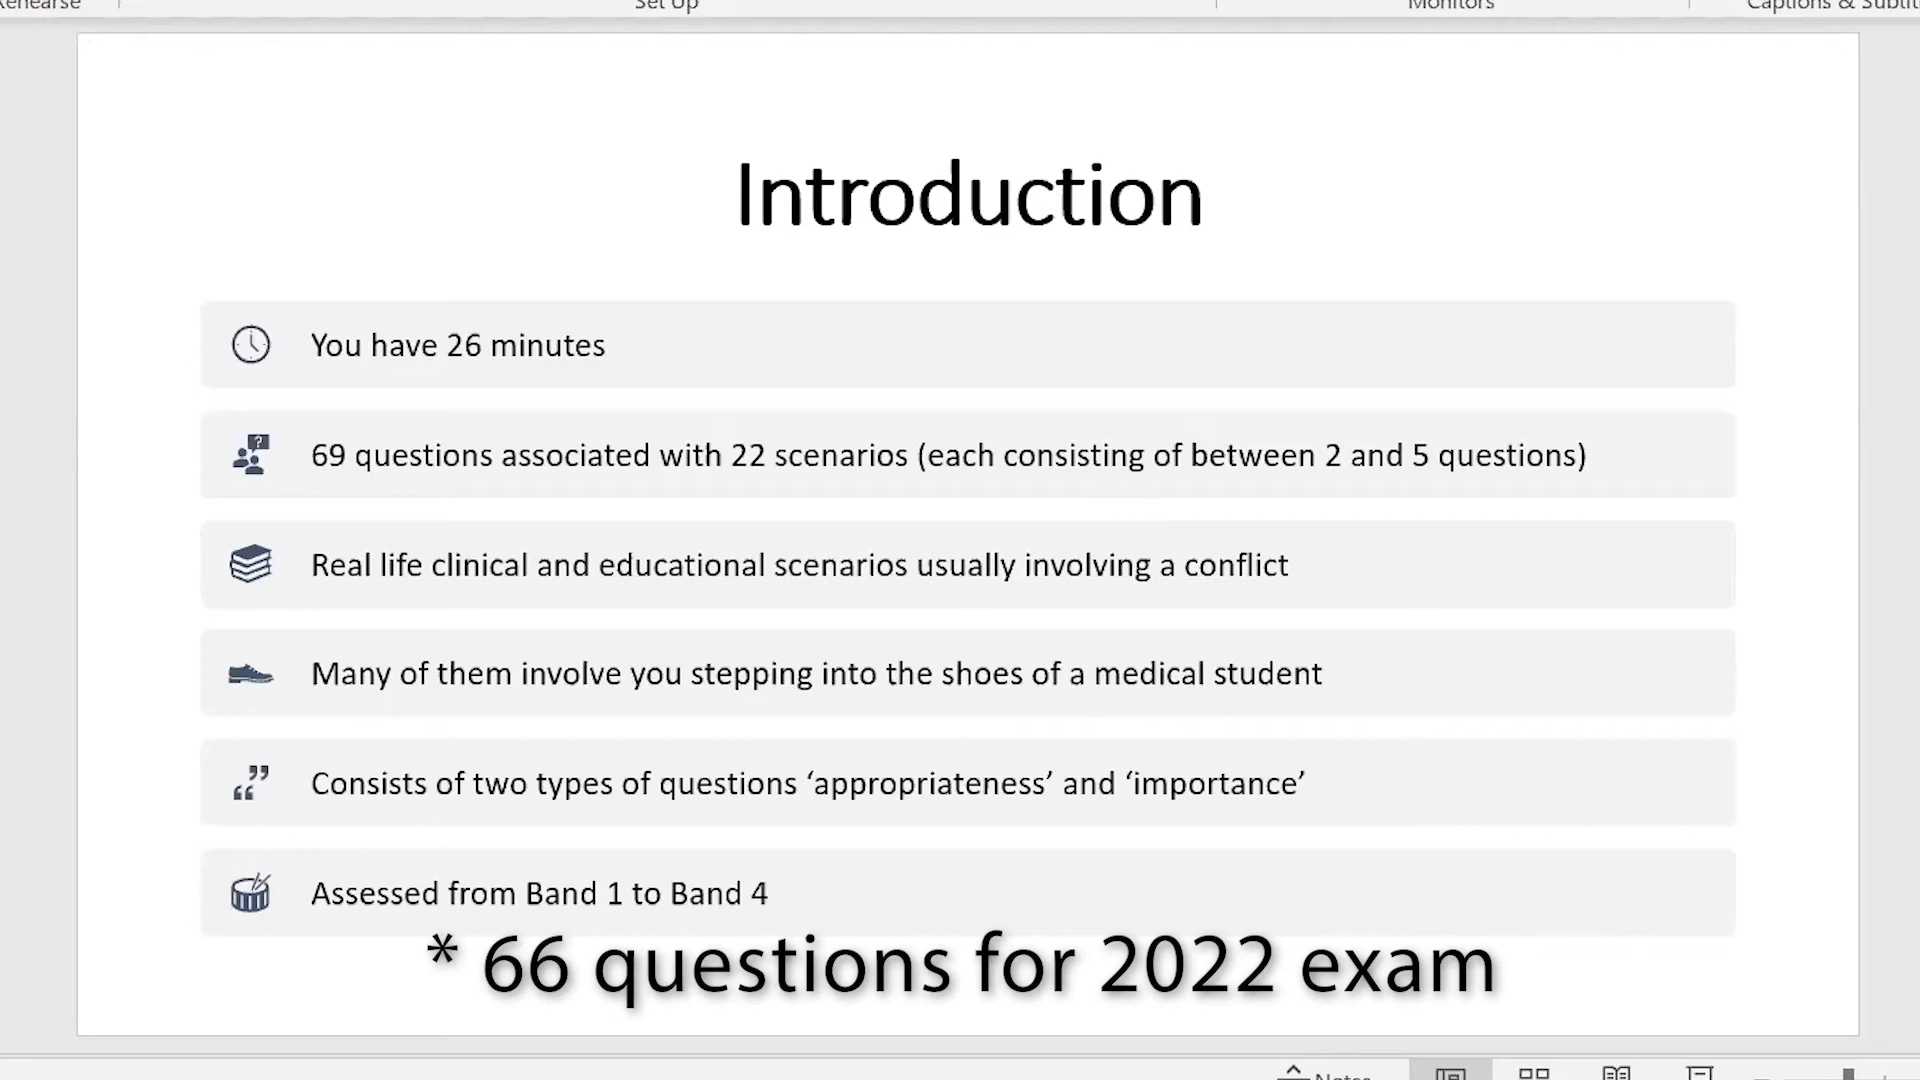 Set Up
Monitors
Introduction
You have 26 minutes
69 questions associated with 22 scenarios (each consisting of between 2 and 5 questions)
Real life clinical and educational scenarios usually involving a conflict
Many of them involve you stepping into the shoes of a medical student
Consists of two types of questions ‘appropriateness’ and ‘importance’
Assessed from Band 1 to Band 4
* 66 questions for 2022 exam
Notes